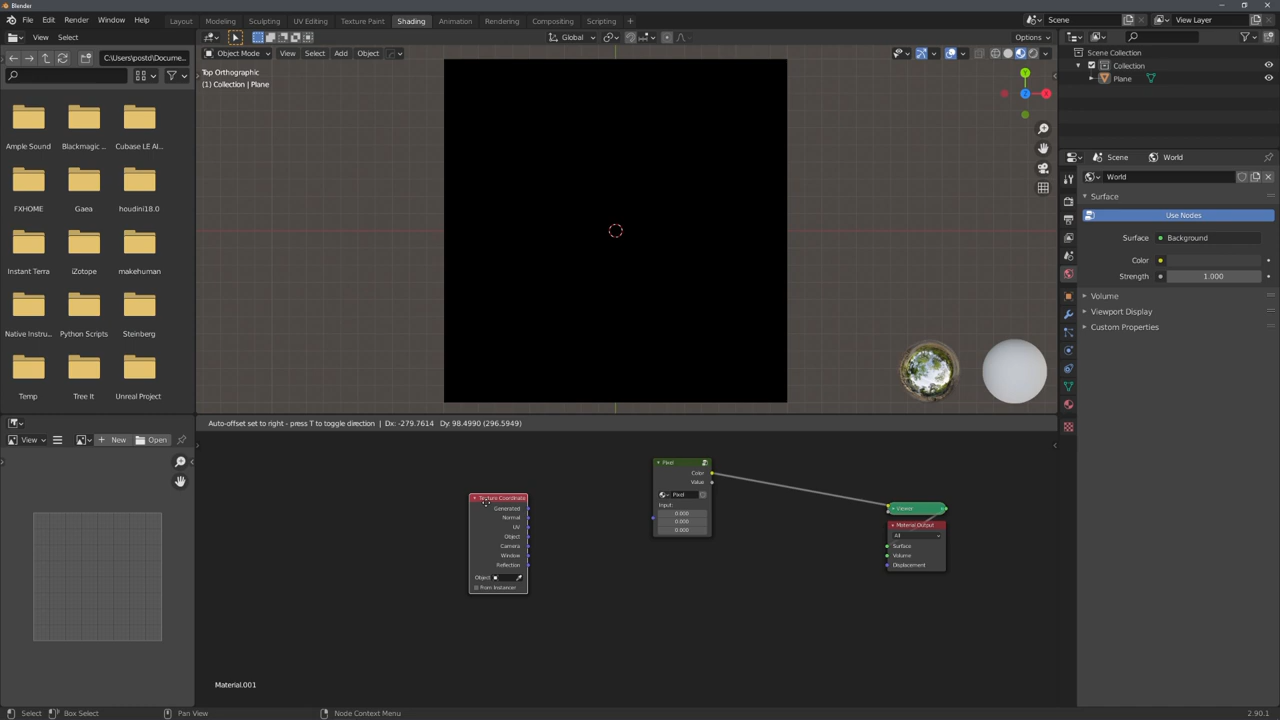 Blender
File Edit Render Window Help
Layout Modeling Sculpting UV Editing Texture Paint Shading Animation Rendering Compositing Scripting +
Scene
View Layer
View Select
C:\Users\postd\Docume...
Object Mode View Select Add Object
Global
Options
Top Orthographic
(1) Collection | Plane
Y
X
Z
Scene Collection
Collection
Plane
Scene
World
World
Surface
Use Nodes
Surface
Background
Color
Strength
1.000
Volume
Viewport Display
Custom Properties
Ample Sound
Blackmagic ...
Cubase LE AI...
FXHOME
Gaea
houdini18.0
Instant Terra
iZotope
makehuman
Native Instru...
Python Scripts
Steinberg
Temp
Tree It
Unreal Project
View
New
Open
Auto-offset set to right - press T to toggle direction | Dx: -279.7614 Dy: 98.4990 (296.5949)
Texture Coordinate
Generated
Normal
UV
Object
Camera
Window
Reflection
Object
From Instancer
Pixel
Color
Value
Pixel
Input:
0.000
0.000
0.000
Viewer
Material Output
All
Surface
Volume
Displacement
Material.001
Select
Box Select
Pan View
Node Context Menu
2.90.1